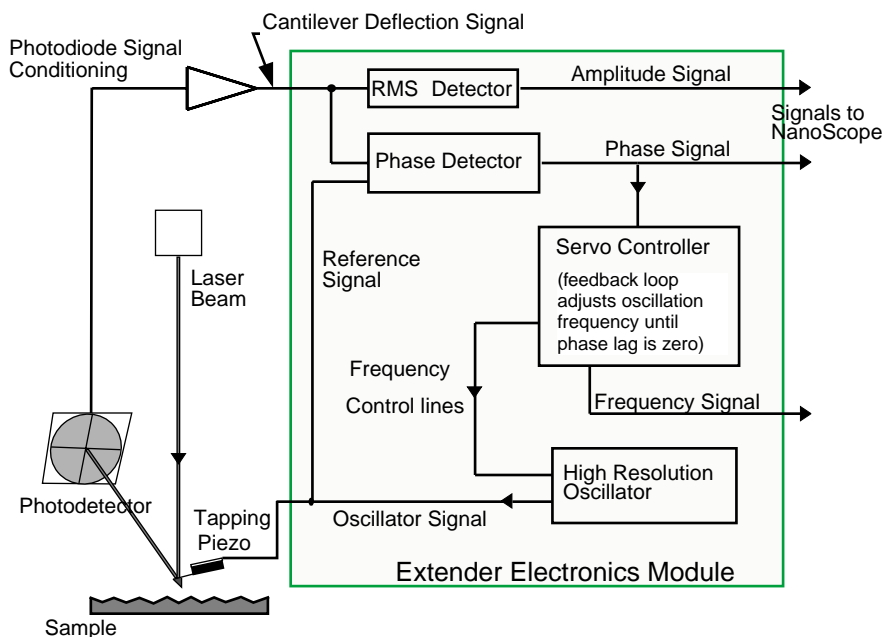 Cantilever Deflection Signal
Photodiode Signal
Conditioning
RMS Detector
Amplitude Signal
Signals to
NanoScope
Phase Detector
Phase Signal
Servo Controller
(feedback loop
adjusts oscillation
frequency until
phase lag is zero)
Reference
Signal
Laser
Beam
Frequency
Control lines
Frequency Signal
High Resolution
Oscillator
Photodetector
Tapping
Piezo
Oscillator Signal
Extender Electronics Module
Sample